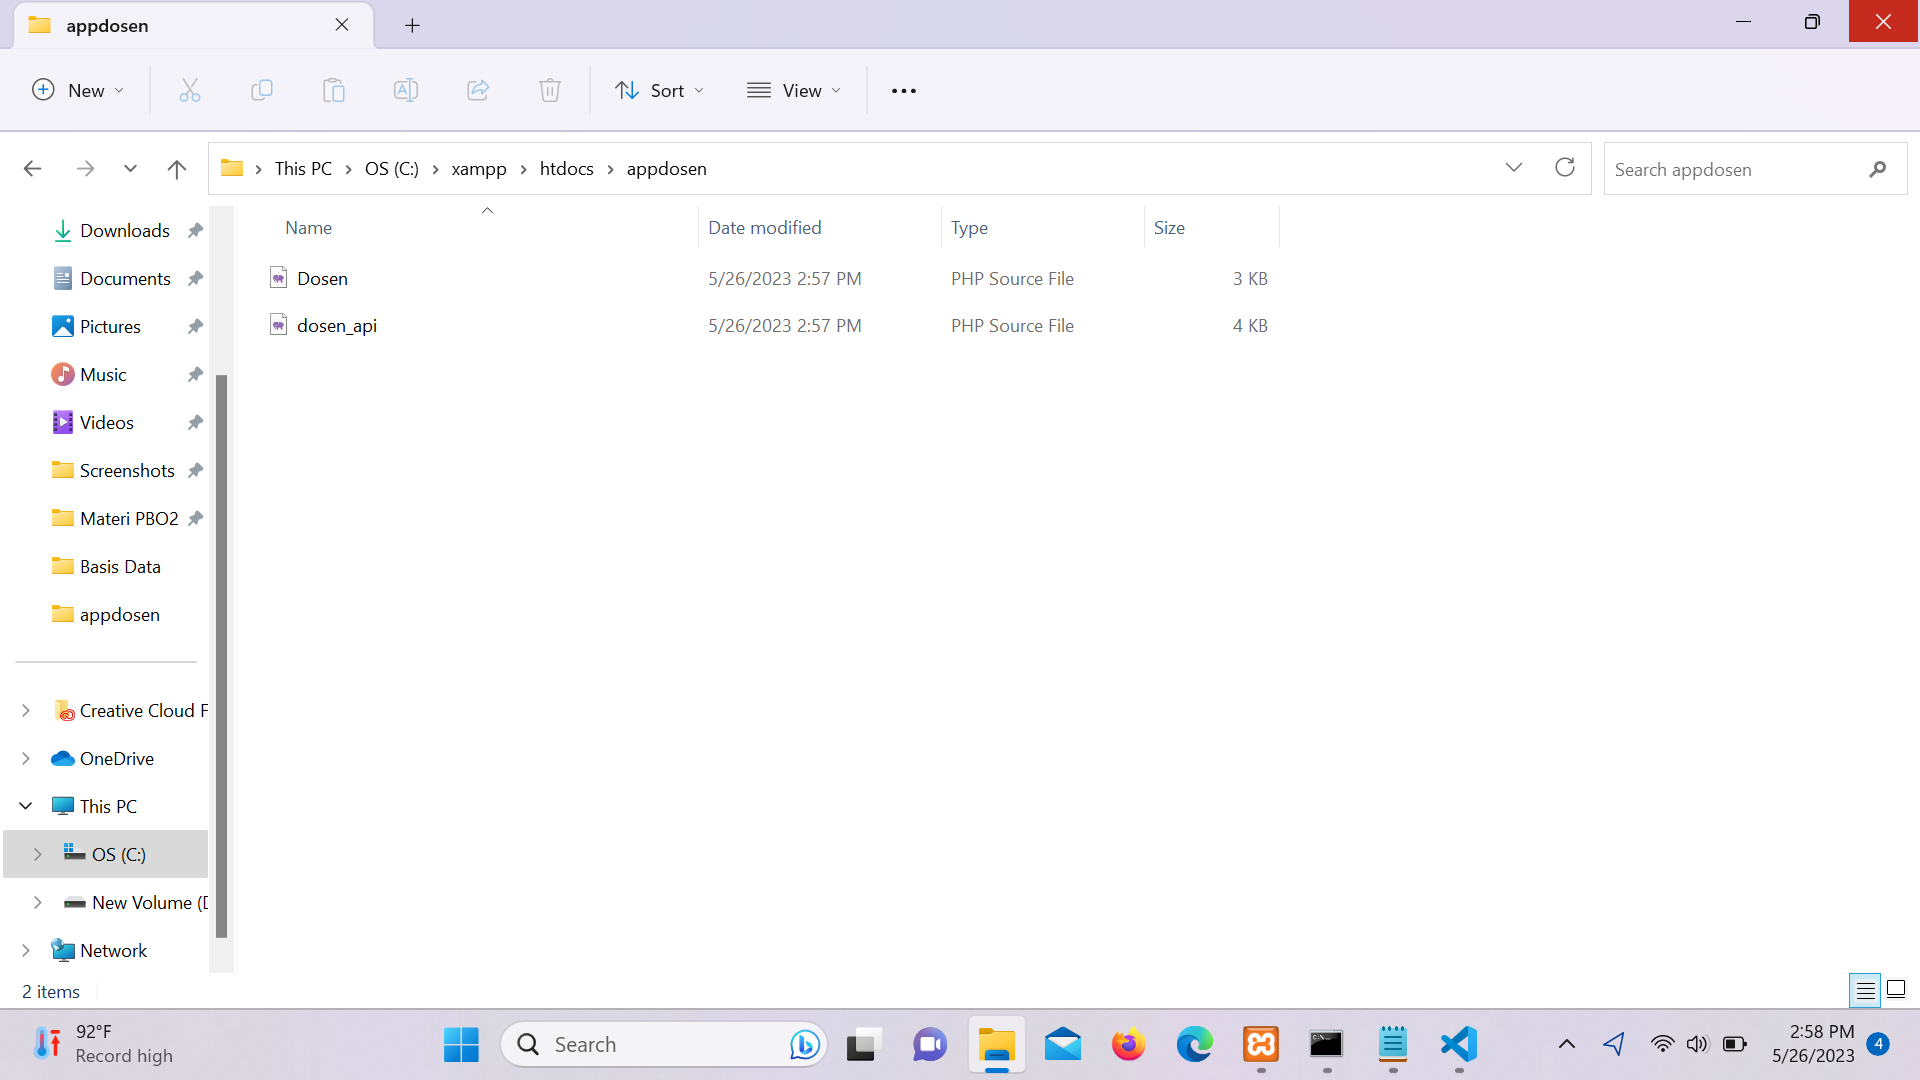 appdosen
New
Sort
View
This PC
OS (C:)
xampp
htdocs
appdosen
Search appdosen
Name
Date modified
Type
Size
Dosen
5/26/2023 2:57 PM
PHP Source File
3 KB
dosen_api
5/26/2023 2:57 PM
PHP Source File
4 KB
Downloads
Documents
Pictures
Music
Videos
Screenshots
Materi PBO2
Basis Data
appdosen
Creative Cloud F
OneDrive
This PC
OS (C:)
New Volume (D
Network
2 items
92°F
Record high
Search
2:58 PM
5/26/2023
4